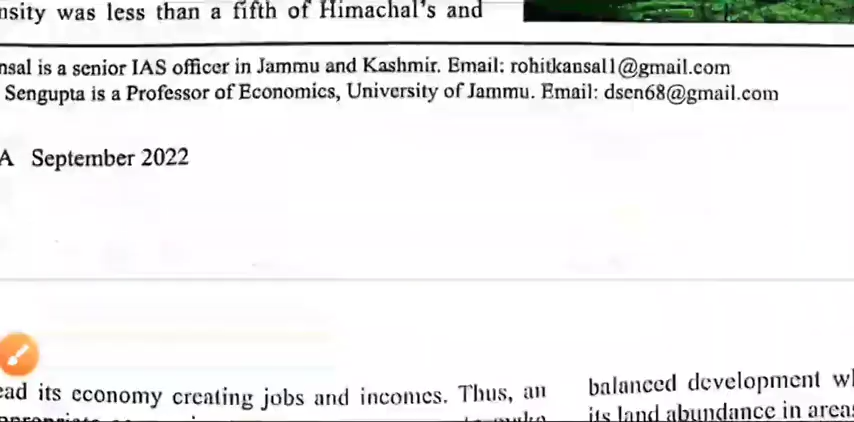 nsity was less than a fifth of Himachal's and
nsal is a senior IAS officer in Jammu and Kashmir. Email: rohitkansal1@gmail.com
Sengupta is a Professor of Economics, University of Jammu. Email: dsen68@gmail.com
A September 2022
ead its economy creating jobs and incomes. Thus, an
balanced development wh
its land abundance in areas